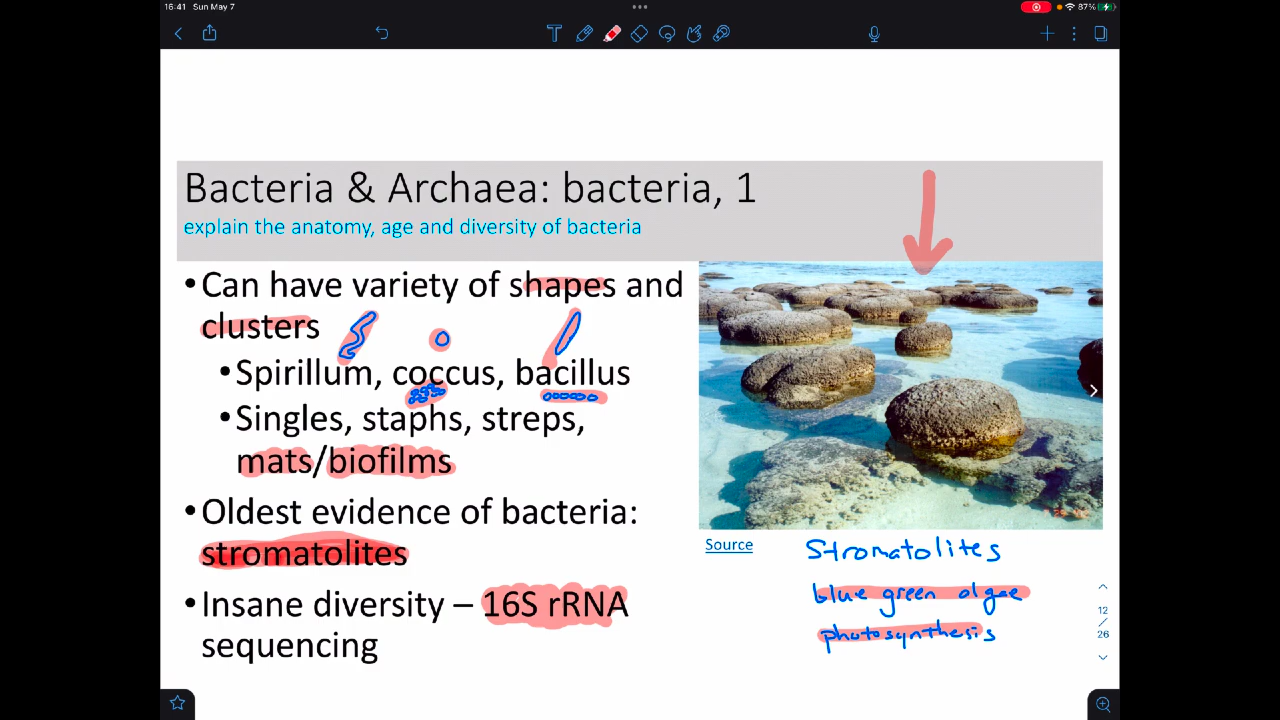 16:41 Sun May 7
87%
Bacteria & Archaea: bacteria, 1
explain the anatomy, age and diversity of bacteria
•Can have variety of shapes and
clusters
•Spirillum, coccus, bacillus
•Singles, staphs, streps,
mats/biofilms
•Oldest evidence of bacteria:
stromatolites
•Insane diversity – 16S rRNA
sequencing
Source
Stromatolites
blue green algae
photosynthesis
12
/
26